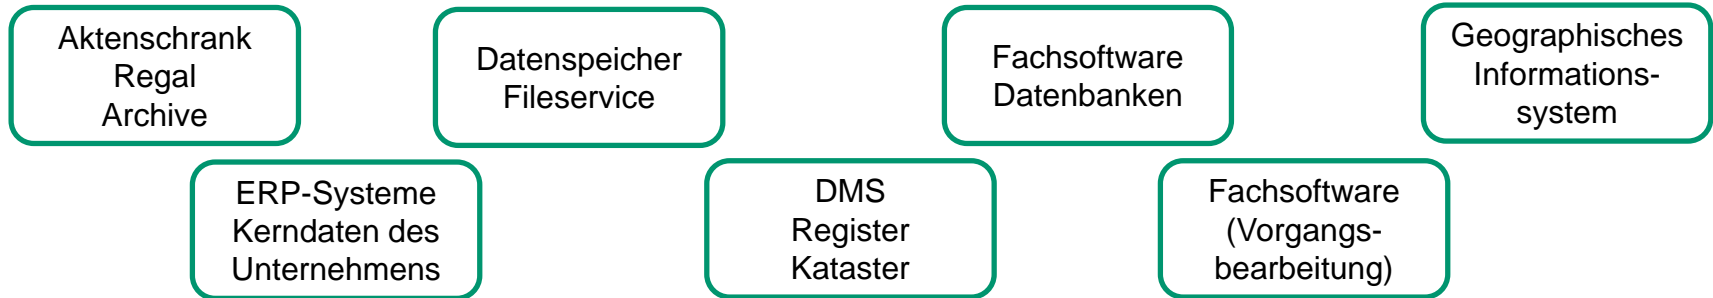 Aktenschrank
Regal
Archive
Datenspeicher
Fileservice
Fachsoftware
Datenbanken
Geographisches
Informations-
system
ERP-Systeme
Kerndaten des
Unternehmens
DMS
Register
Kataster
Fachsoftware
(Vorgangs-
bearbeitung)